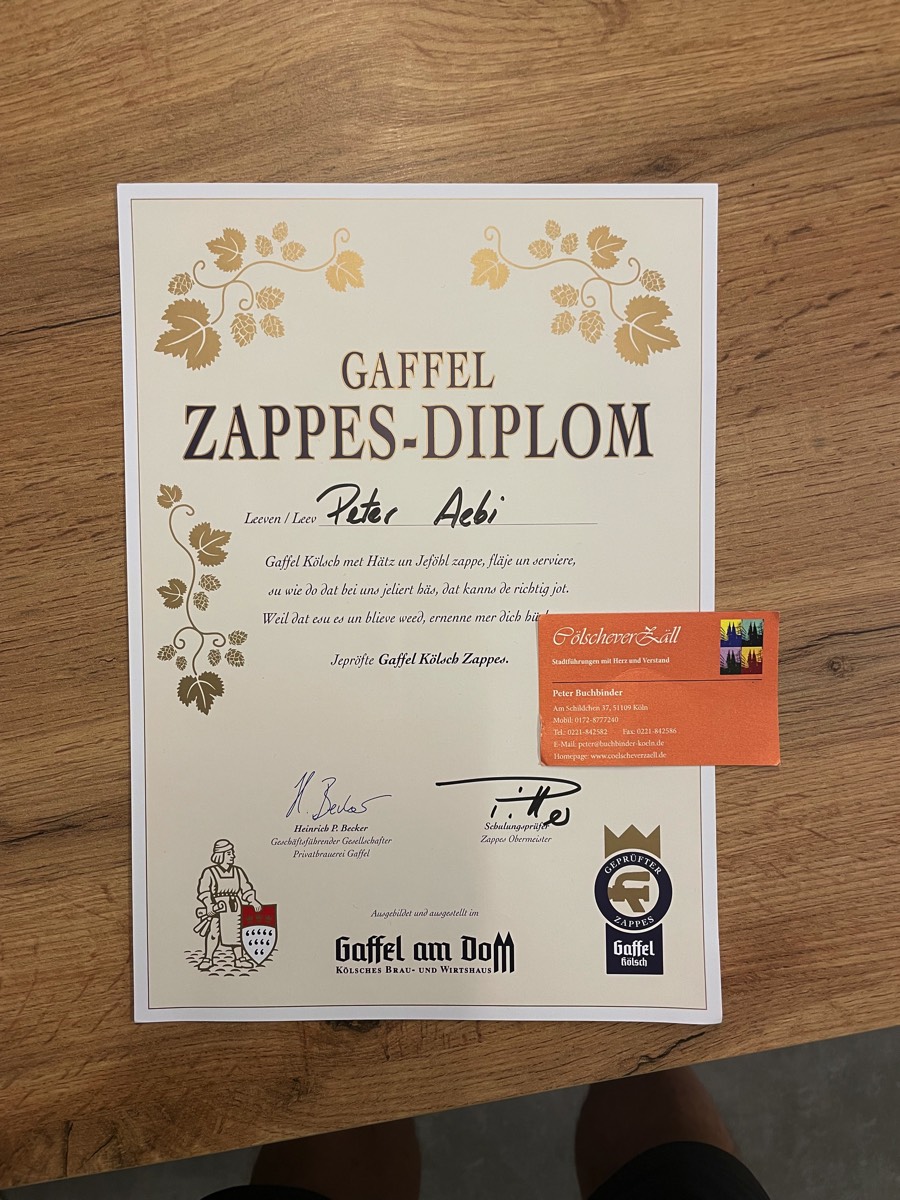 GAFFEL
ZAPPES-DIPLOM
Leeven / Leev Peter Aebi
Gaffel Kölsch met Hätz un Jeföhl zappe, fläje un serviere,
su wie do dat bei uns jeliert häs, dat kanns de richtig jot.
Weil dat esu es un blieve weed, ernenne mer dich
Jepröfte Gaffel Kölsch Zappes.
CölscheverZäll
Stadtführungen mit Herz und Verstand
Peter Buchbinder
Am Schildchen 37, 51109 Köln
Mobil: 0172-8777240
Tel.: 0221-842582 Fax: 0221-842586
E-Mail: peter@buchbinder-koeln.de
Homepage: www.coelscheverzaell.de
H. Becker
Heinrich P. Becker
Geschäftsführender Gesellschafter
Privatbrauerei Gaffel
Schulungsprüfer
Zappes Obermeister
GEPRÜFTER
ZAPPES
Gaffel
Kölsch
Ausgebildet und ausgestellt im
Gaffel am Dom
KÖLSCHES BRAU- UND WIRTSHAUS